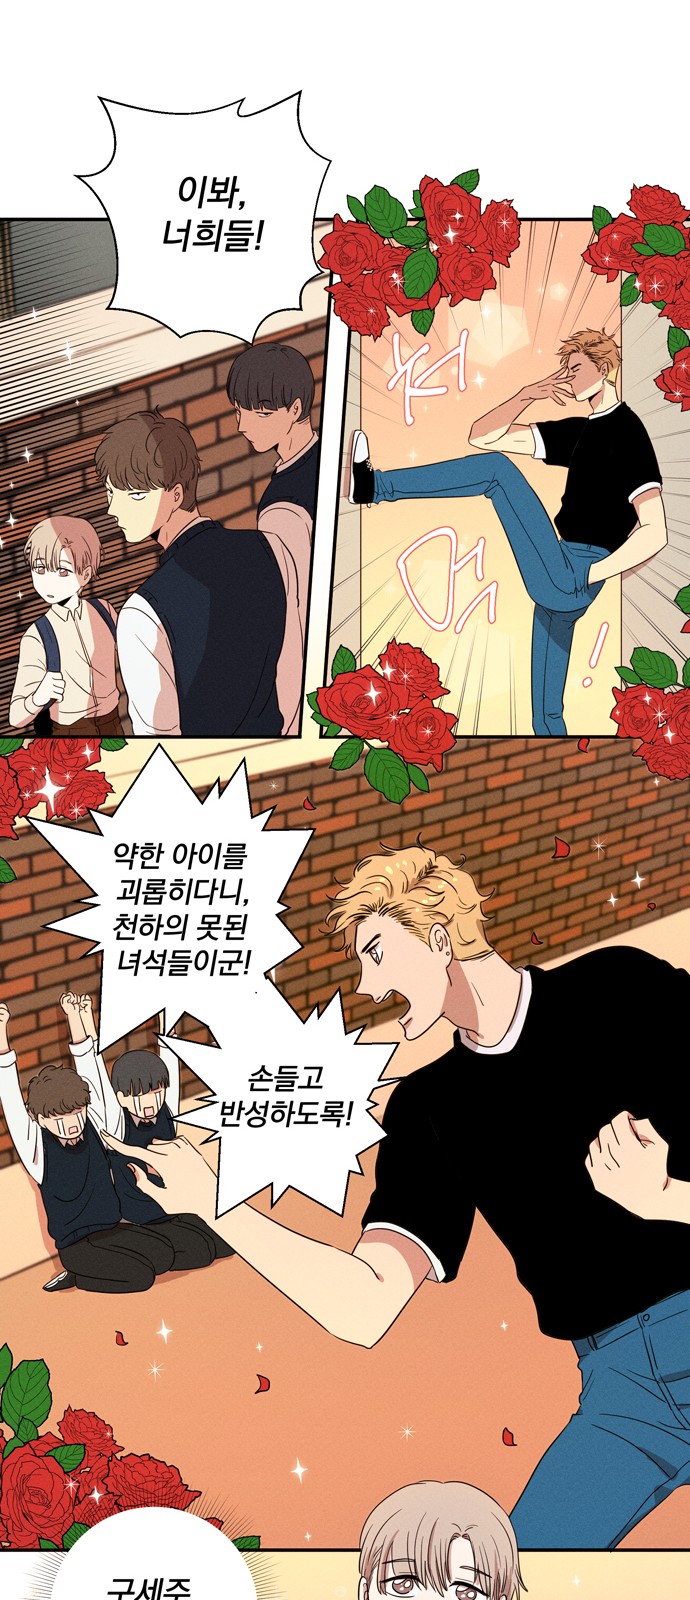 이봐,
너희들!
척
!
약한 아이를
괴롭히다니,
천하의 못된
녀석들이군!
손들고
반성하도록!
구세주